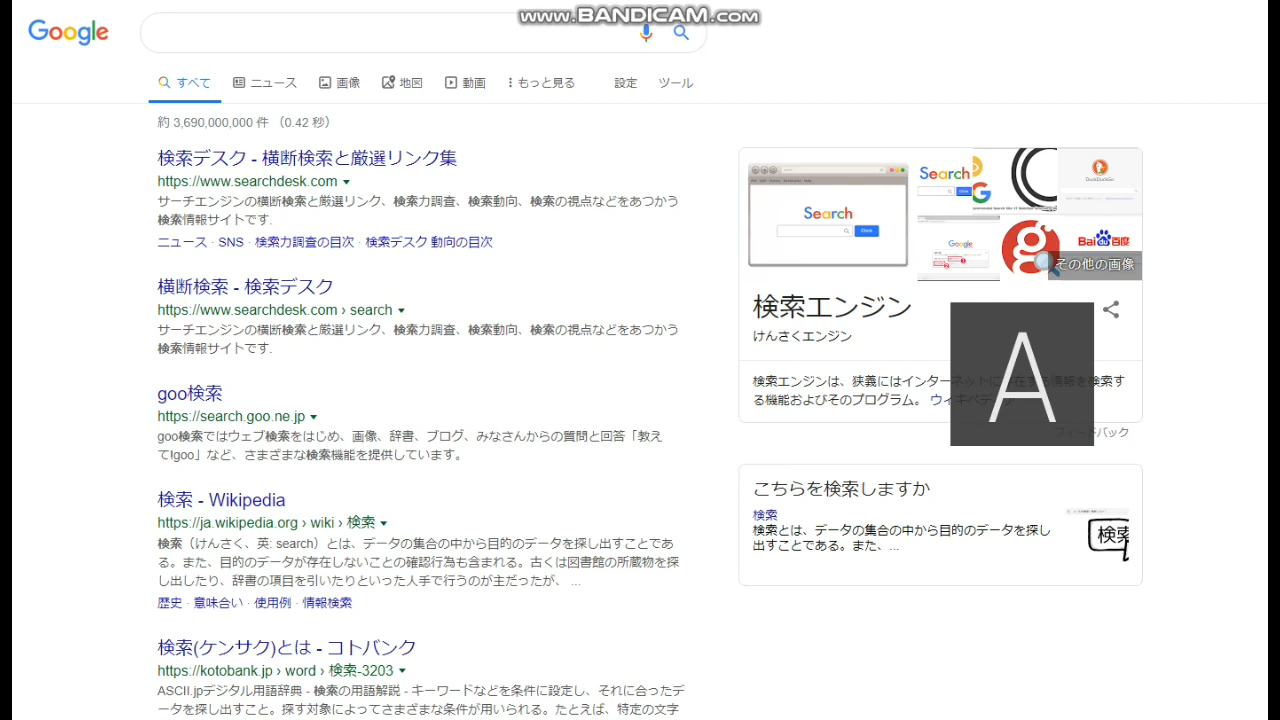 www.BANDICAM.com
Google
すべて ニュース 画像 地図 動画 もっと見る 設定 ツール
約 3,690,000,000 件 （0.42 秒）
検索デスク - 横断検索と厳選リンク集
https://www.searchdesk.com
サーチエンジンの横断検索と厳選リンク、検索力調査、検索動向、検索の視点などをあつかう
検索情報サイトです.
ニュース · SNS · 検索力調査の目次 · 検索デスク 動向の目次
横断検索 - 検索デスク
https://www.searchdesk.com › search
サーチエンジンの横断検索と厳選リンク、検索力調査、検索動向、検索の視点などをあつかう
検索情報サイトです.
goo検索
https://search.goo.ne.jp
goo検索ではウェブ検索をはじめ、画像、辞書、ブログ、みなさんからの質問と回答「教え
て!goo」など、さまざまな検索機能を提供しています。
検索 - Wikipedia
https://ja.wikipedia.org › wiki › 検索
検索（けんさく、英: search）とは、データの集合の中から目的のデータを探し出すことであ
る。また、目的のデータが存在しないことの確認行為も含まれる。古くは図書館の所蔵物を探
し出したり、辞書の項目を引いたりといった人手で行うのが主だったが、 ...
歴史 · 意味合い · 使用例 · 情報検索
検索(ケンサク)とは - コトバンク
https://kotobank.jp › word › 検索-3203
ASCII.jpデジタル用語辞典 - 検索の用語解説 - キーワードなどを条件に設定し、それに合ったデ
ータを探し出すこと。探す対象によってさまざまな条件が用いられる。たとえば、特定の文字
Search
Search
DuckDuckGo
Google
Bai 百度
その他の画像
検索エンジン
けんさくエンジン
A
検索エンジンは、狭義にはインターネットに存在する情報を検索す
る機能およびそのプログラム。 ウィキペディア
フィードバック
こちらを検索しますか
検索
検索とは、データの集合の中から目的のデータを探し
出すことである。また、...
検索